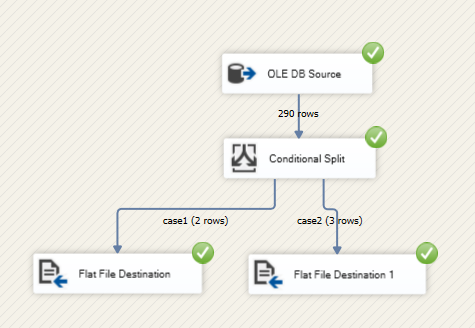 OLE DB Source
290 rows
Conditional Split
case1 (2 rows)
case2 (3 rows)
Flat File Destination
Flat File Destination 1